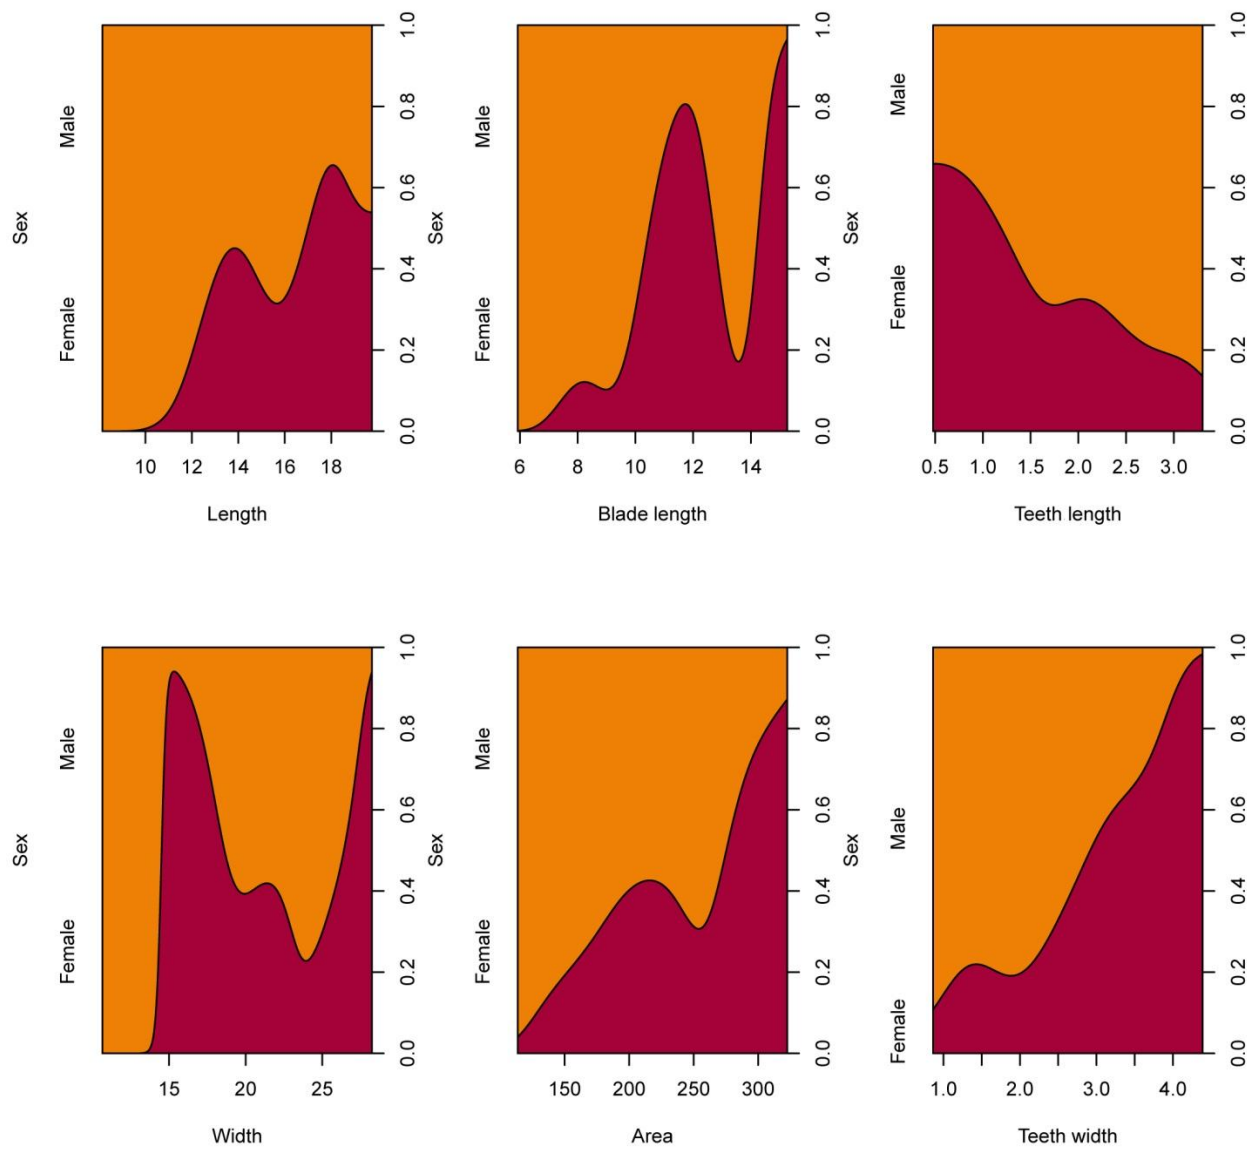 Sex
Female Male
0.0 0.2 0.4 0.6 0.8 1.0
10 12 14 16 18
Length
Sex
Female Male
0.0 0.2 0.4 0.6 0.8 1.0
6 8 10 12 14
Blade length
Sex
Female Male
0.0 0.2 0.4 0.6 0.8 1.0
0.5 1.0 1.5 2.0 2.5 3.0
Teeth length
Sex
Female Male
0.0 0.2 0.4 0.6 0.8 1.0
15 20 25
Width
Sex
Female Male
0.0 0.2 0.4 0.6 0.8 1.0
150 200 250 300
Area
Sex
Female Male
0.0 0.2 0.4 0.6 0.8 1.0
1.0 2.0 3.0 4.0
Teeth width